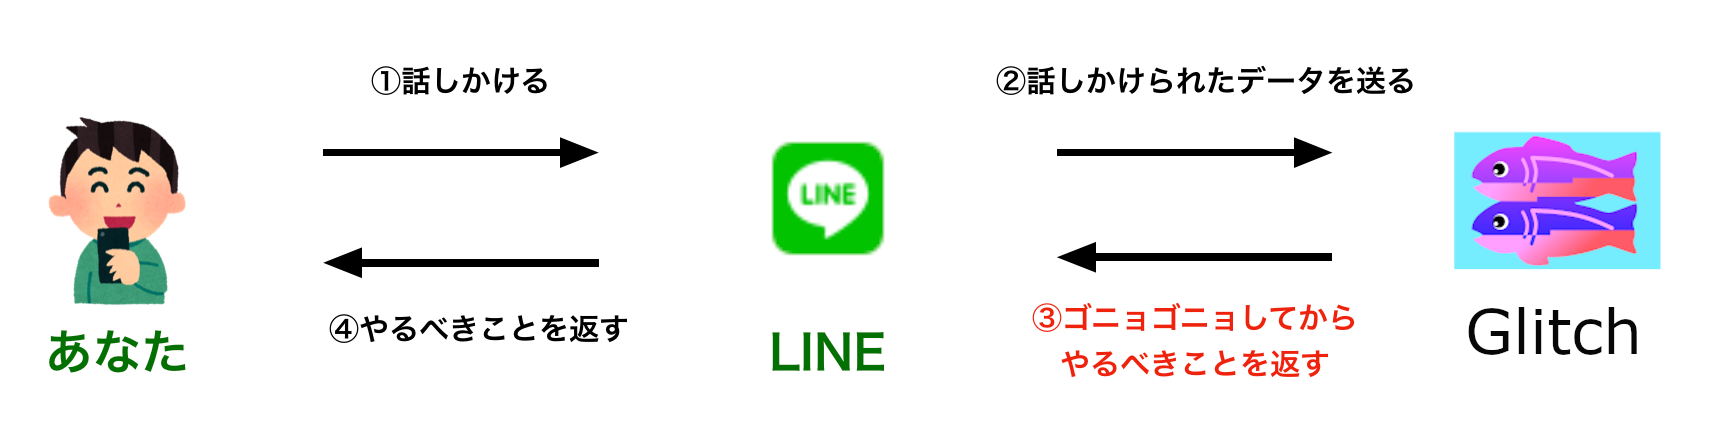 ①話しかける
②話しかけられたデータを送る
LINE
④やるべきことを返す
③ゴニョゴニョしてから
やるべきことを返す
あなた
LINE
Glitch